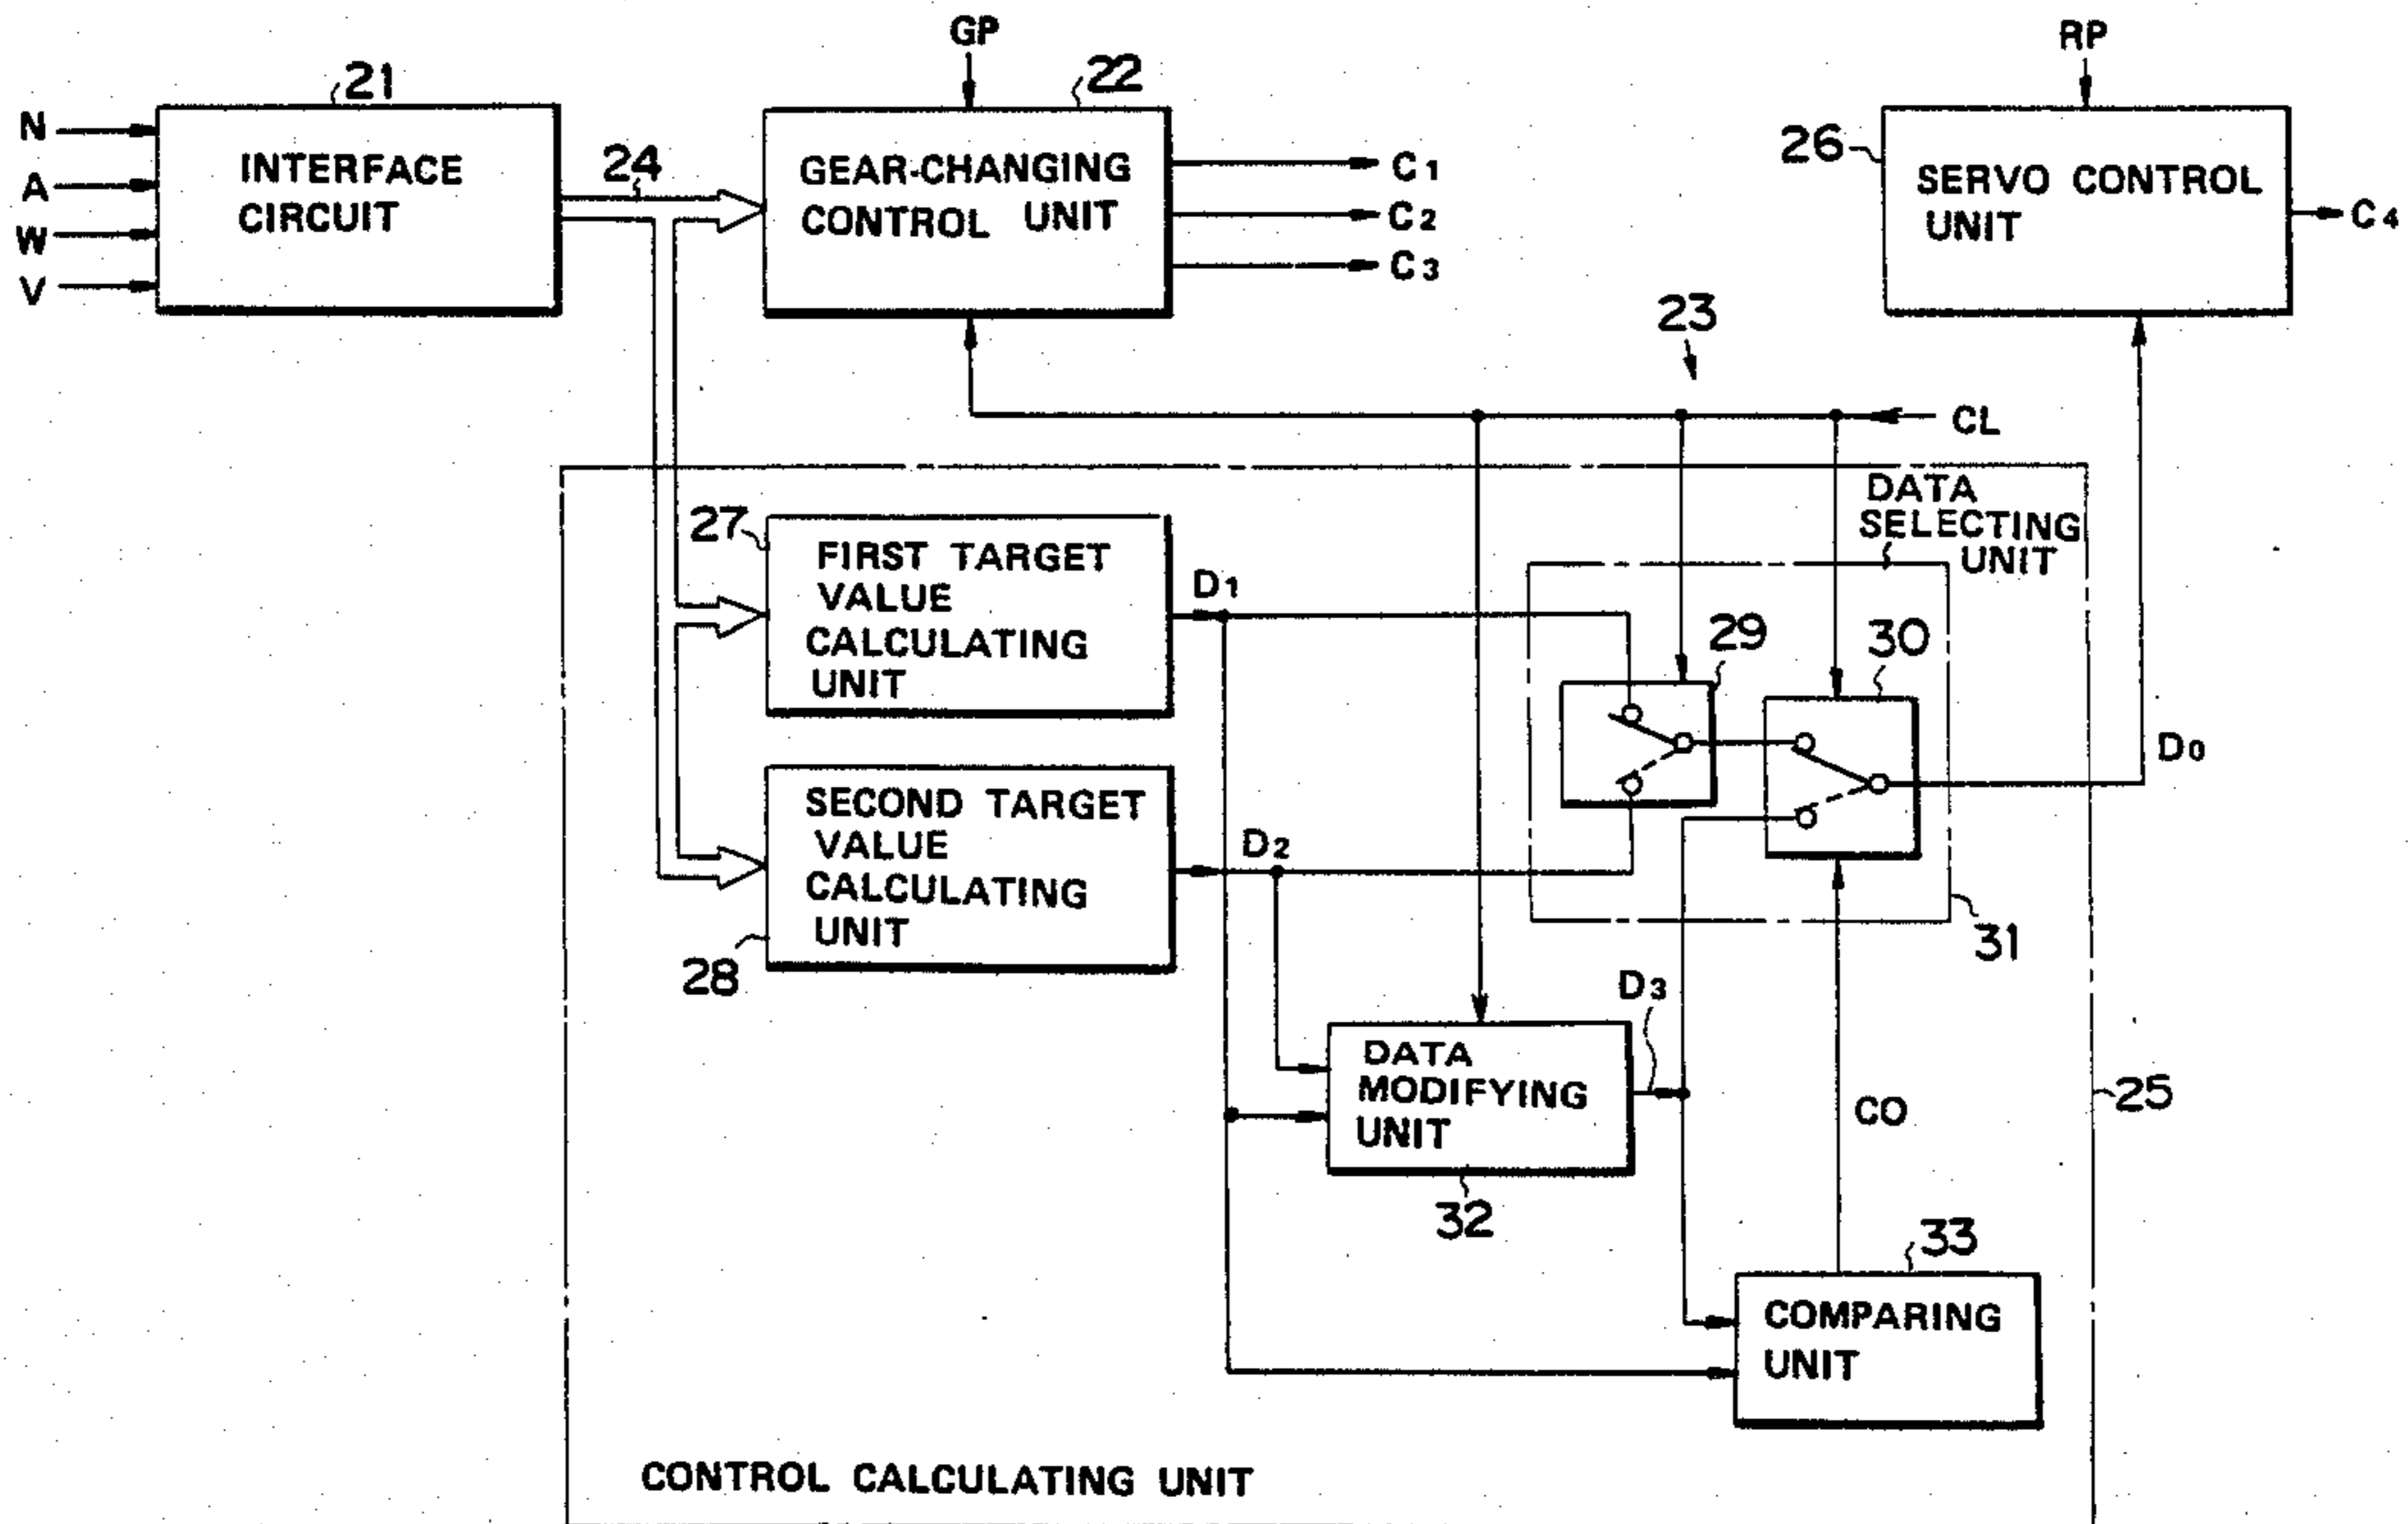 GP
RP
21
22
N
A
W
V
INTERFACE
CIRCUIT
24
GEAR-CHANGING
CONTROL UNIT
C1
C2
C3
26
SERVO CONTROL
UNIT
C4
23
CL
DATA
SELECTING
UNIT
27
FIRST TARGET
VALUE
CALCULATING
UNIT
D1
29
30
D0
SECOND TARGET
VALUE
CALCULATING
UNIT
28
D2
31
D3
DATA
MODIFYING
UNIT
32
CO
25
33
COMPARING
UNIT
CONTROL CALCULATING UNIT